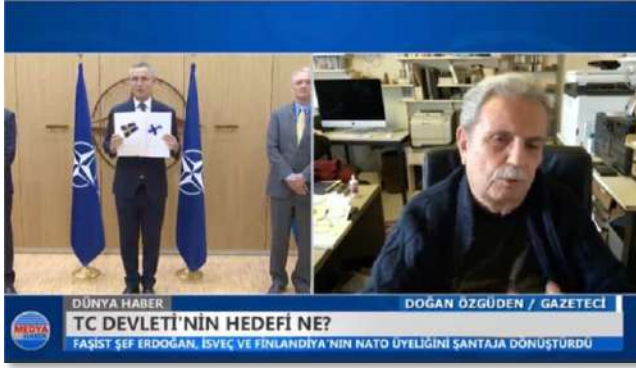 DÜNYA HABER
DOĞAN ÖZGÜDEN / GAZETECİ
MEDYA
HABER
TC DEVLETİ'NİN HEDEFİ NE?
FAŞİST ŞEF ERDOĞAN, İSVEÇ VE FİNLANDİYA'NIN NATO ÜYELİĞİNİ ŞANTAJA DÖNÜŞTÜRDÜ